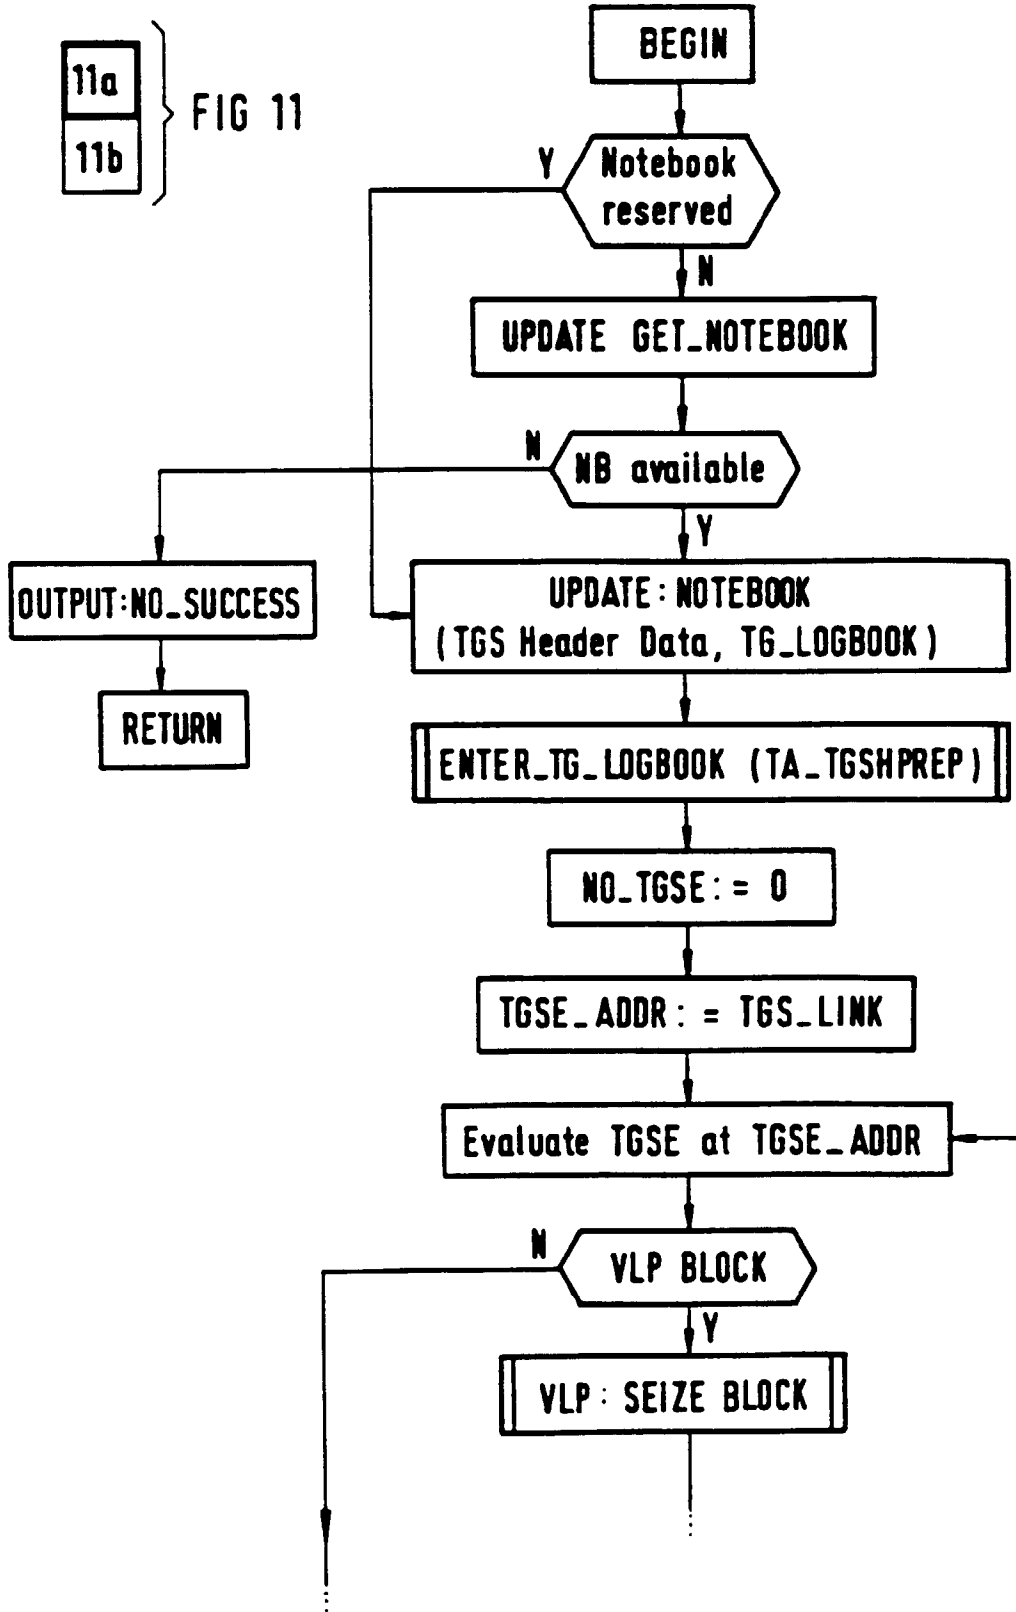 11a
11b
FIG 11
BEGIN
Notebook
reserved
Y
N
UPDATE GET_NOTEBOOK
NB available
N
Y
OUTPUT:NO_SUCCESS
RETURN
UPDATE: NOTEBOOK
(TGS Header Data, TG_LOGBOOK)
ENTER_TG_LOGBOOK (TA_TGSHPREP)
NO_TGSE:= 0
TGSE_ADDR:= TGS_LINK
Evaluate TGSE at TGSE_ADDR
VLP BLOCK
N
Y
VLP: SEIZE BLOCK